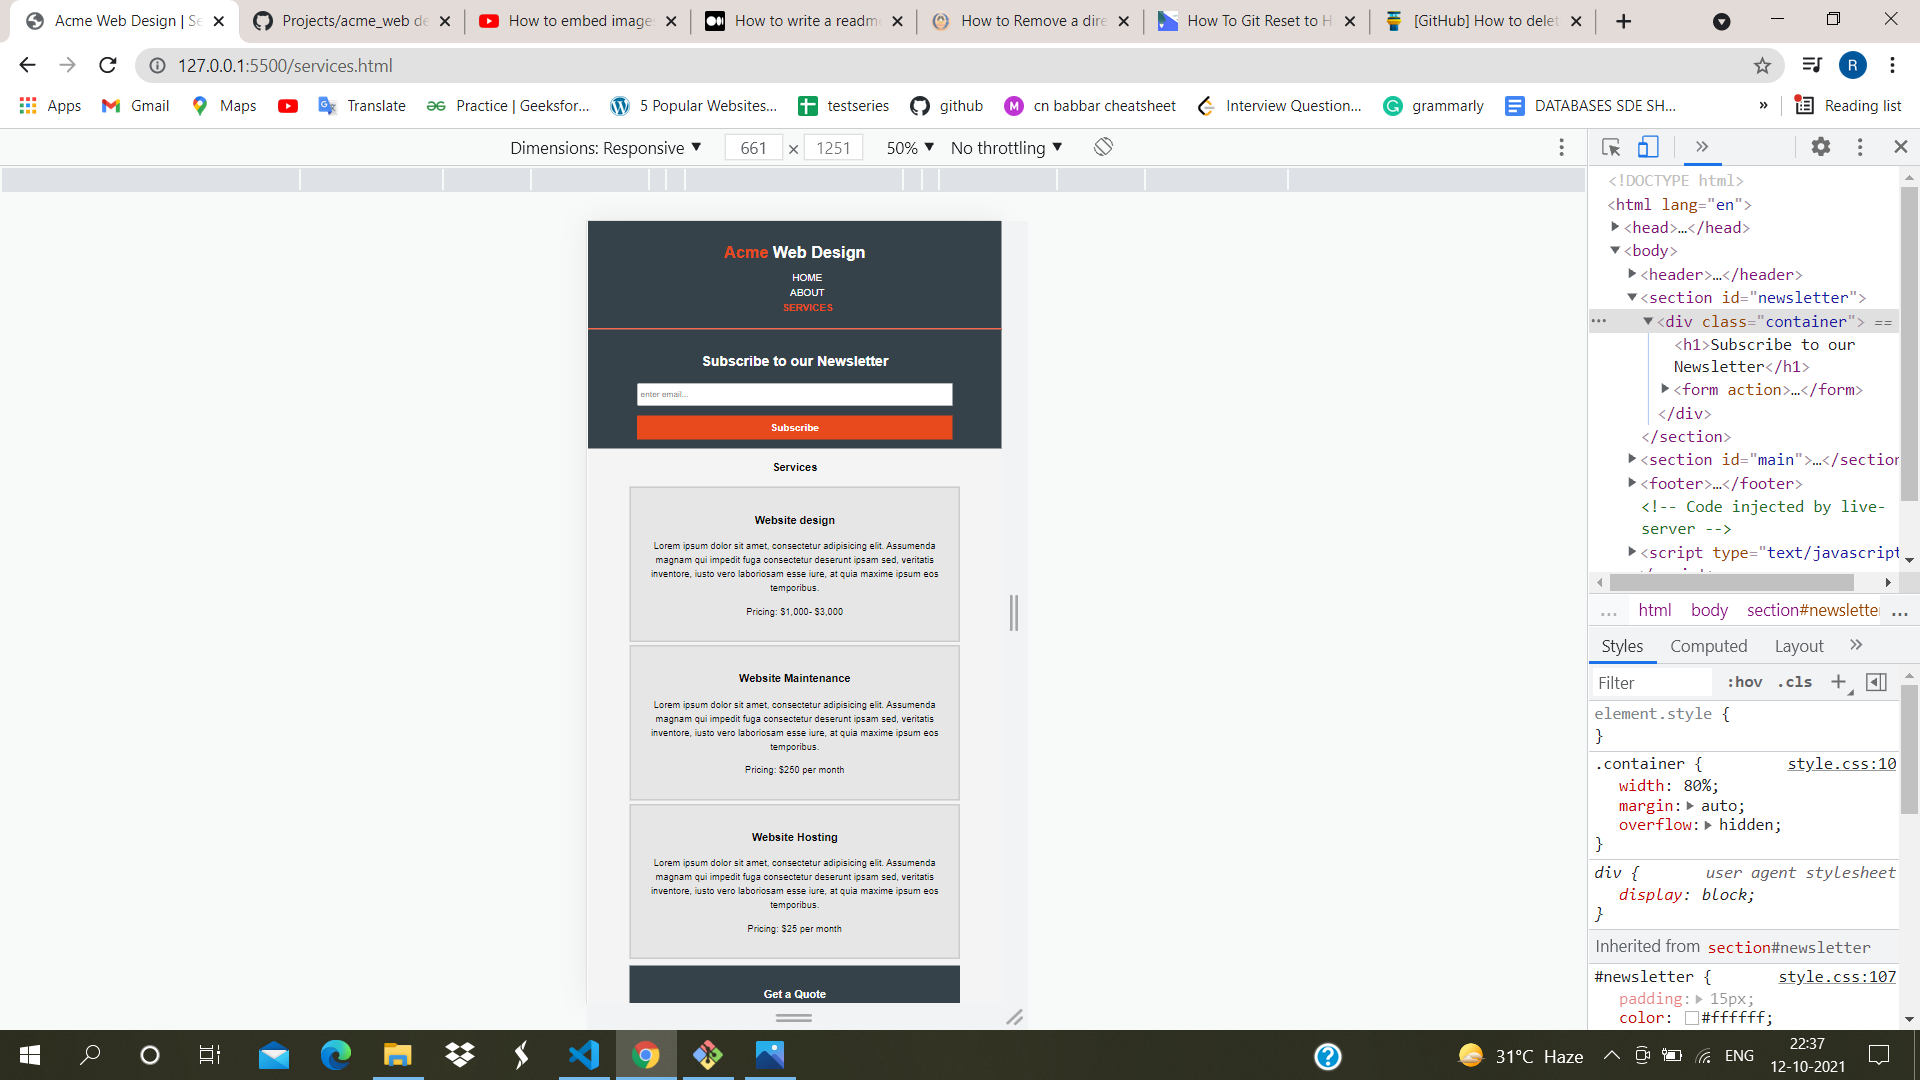 Acme Web Design | Se
Projects/acme_web de
How to embed image
How to write a readme
How to Remove a dire
How To Git Reset to H
[GitHub] How to delet
127.0.0.1:5500/services.html
R
Apps
Gmail
Maps
Translate
Practice | Geeksfor...
5 Popular Websites...
testseries
github
cn babbar cheatsheet
Interview Question...
grammarly
DATABASES SDE SH...
»
Reading list
Dimensions: Responsive ▼ 661 × 1251 50% ▼ No throttling ▼
Acme Web Design
HOME
ABOUT
SERVICES
Subscribe to our Newsletter
enter email...
Subscribe
Services
Website design
Lorem ipsum dolor sit amet, consectetur adipisicing elit. Assumenda
magnam qui impedit fuga consectetur deserunt ipsam sed, veritatis
inventore, iusto vero laboriosam esse iure, at quia maxime ipsum eos
temporibus.
Pricing: $1,000- $3,000
Website Maintenance
Lorem ipsum dolor sit amet, consectetur adipisicing elit. Assumenda
magnam qui impedit fuga consectetur deserunt ipsam sed, veritatis
inventore, iusto vero laboriosam esse iure, at quia maxime ipsum eos
temporibus.
Pricing: $250 per month
Website Hosting
Lorem ipsum dolor sit amet, consectetur adipisicing elit. Assumenda
magnam qui impedit fuga consectetur deserunt ipsam sed, veritatis
inventore, iusto vero laboriosam esse iure, at quia maxime ipsum eos
temporibus.
Pricing: $25 per month
Get a Quote
<!DOCTYPE html>
<html lang="en">
<head>…</head>
<body>
<header>…</header>
<section id="newsletter">
<div class="container"> ==
<h1>Subscribe to our
Newsletter</h1>
<form action>…</form>
</div>
</section>
<section id="main">…</section
<footer>…</footer>
<!-- Code injected by live-
server -->
<script type="text/javascript
... html body section#newsletter ...
Styles Computed Layout »
Filter :hov .cls +
element.style {
}
.container { style.css:10
width: 80%;
margin: auto;
overflow: hidden;
}
div { user agent stylesheet
display: block;
}
Inherited from section#newsletter
#newsletter { style.css:107
padding: 15px;
color: #ffffff;
31°C Haze
ENG
22:37
12-10-2021